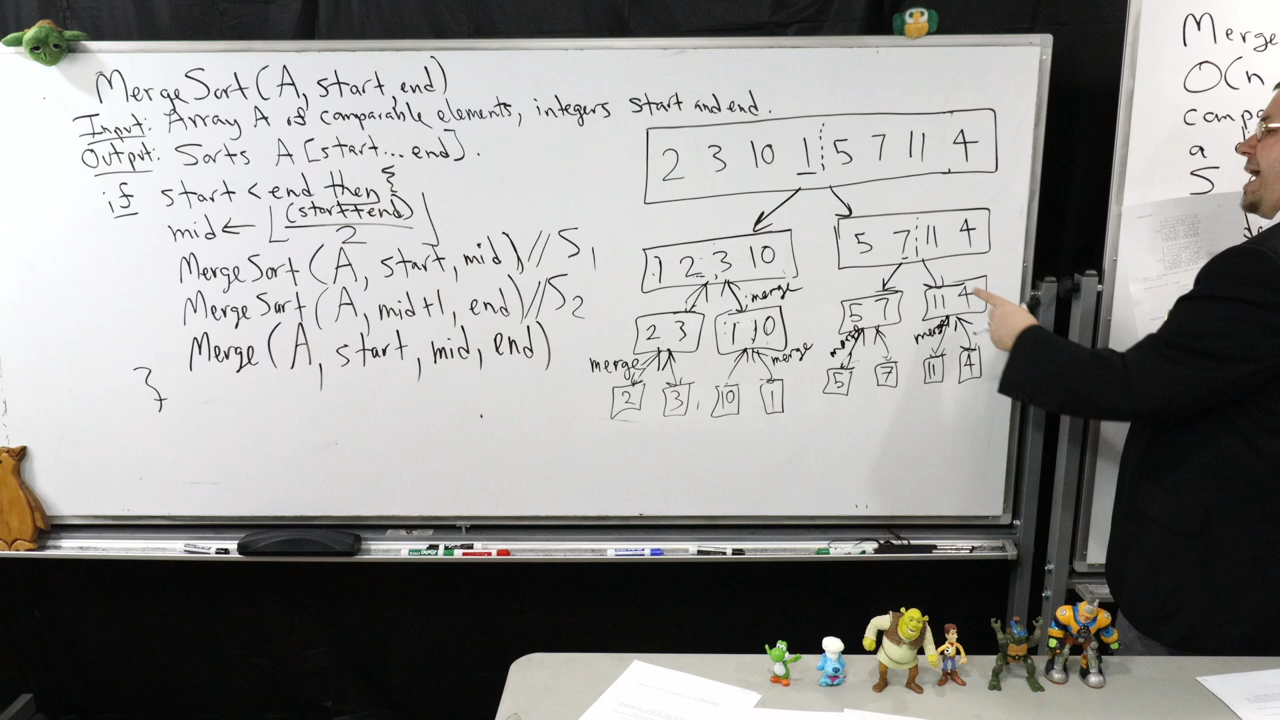 MergeSort(A, start, end)
Input: Array A of comparable elements, integers start and end.
Output: Sorts A[start...end].
if start < end then {
mid ← ⌊(start+end)/2⌋
MergeSort(A, start, mid)//S1
MergeSort(A, mid+1, end)//S2
Merge(A, start, mid, end)
}
2 3 10 1 5 7 11 4
1 2 3 10
5 7 11 4
merge
2 3
1 10
5 7
11 4
merge
merge
merge
merge
2
3
10
1
5
7
11
4
Merge
O(n
comp
a
S